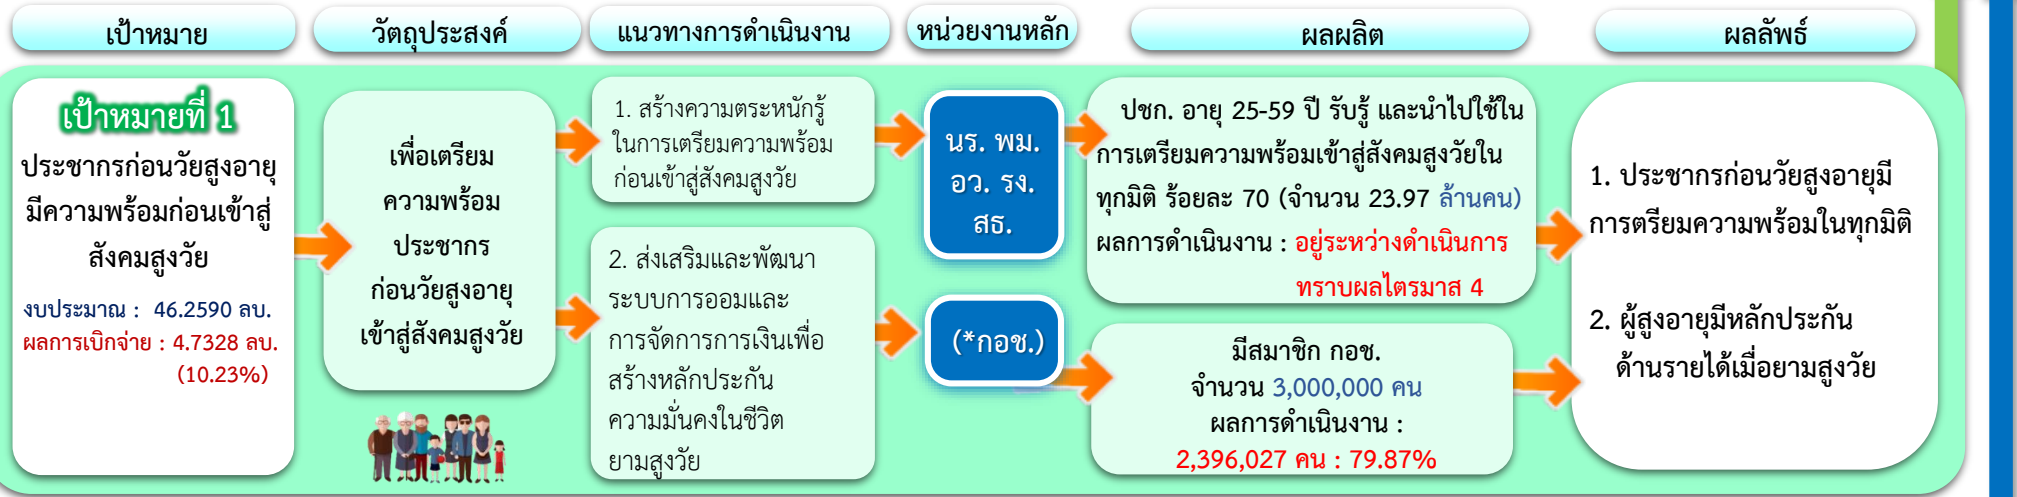 เป้าหมาย
วัตถุประสงค์
แนวทางการดำเนินงาน
หน่วยงานหลัก
ผลผลิต
ผลลัพธ์
เป้าหมายที่ 1
ประชากรก่อนวัยสูงอายุ
มีความพร้อมก่อนเข้าสู่
สังคมสูงวัย
งบประมาณ : 46.2590 ลบ.
ผลการเบิกจ่าย : 4.7328 ลบ.
(10.23%)
เพื่อเตรียม
ความพร้อม
ประชากร
ก่อนวัยสูงอายุ
เข้าสู่สังคมสูงวัย
1. สร้างความตระหนักรู้
ในการเตรียมความพร้อม
ก่อนเข้าสู่สังคมสูงวัย
2. ส่งเสริมและพัฒนา
ระบบการออมและ
การจัดการการเงินเพื่อ
สร้างหลักประกัน
ความมั่นคงในชีวิต
ยามสูงวัย
นร. พม.
อว. รง.
สธ.
(*กอช.)
ปชก. อายุ 25-59 ปี รับรู้ และนำไปใช้ใน
การเตรียมความพร้อมเข้าสู่สังคมสูงวัยใน
ทุกมิติ ร้อยละ 70 (จำนวน 23.97 ล้านคน)
ผลการดำเนินงาน : อยู่ระหว่างดำเนินการ
ทราบผลไตรมาส 4
มีสมาชิก กอช.
จำนวน 3,000,000 คน
ผลการดำเนินงาน :
2,396,027 คน : 79.87%
1. ประชากรก่อนวัยสูงอายุมี
การตรียมความพร้อมในทุกมิติ
2. ผู้สูงอายุมีหลักประกัน
ด้านรายได้เมื่อยามสูงวัย